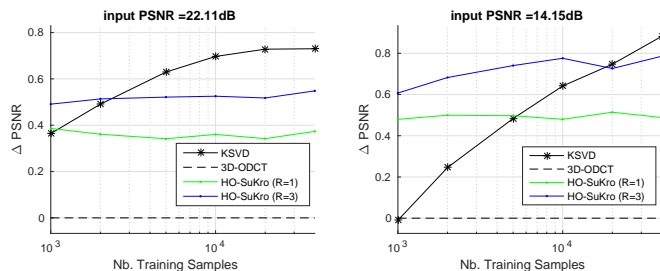 input PSNR =22.11dB
Δ PSNR
0.8
0.6
0.4
0.2
0
KSVD
3D-ODCT
HO-SuKro (R=1)
HO-SuKro (R=3)
10^3
10^4
Nb. Training Samples
input PSNR =14.15dB
Δ PSNR
0.8
0.6
0.4
0.2
0
KSVD
3D-ODCT
HO-SuKro (R=1)
HO-SuKro (R=3)
10^3
10^4
Nb. Training Samples